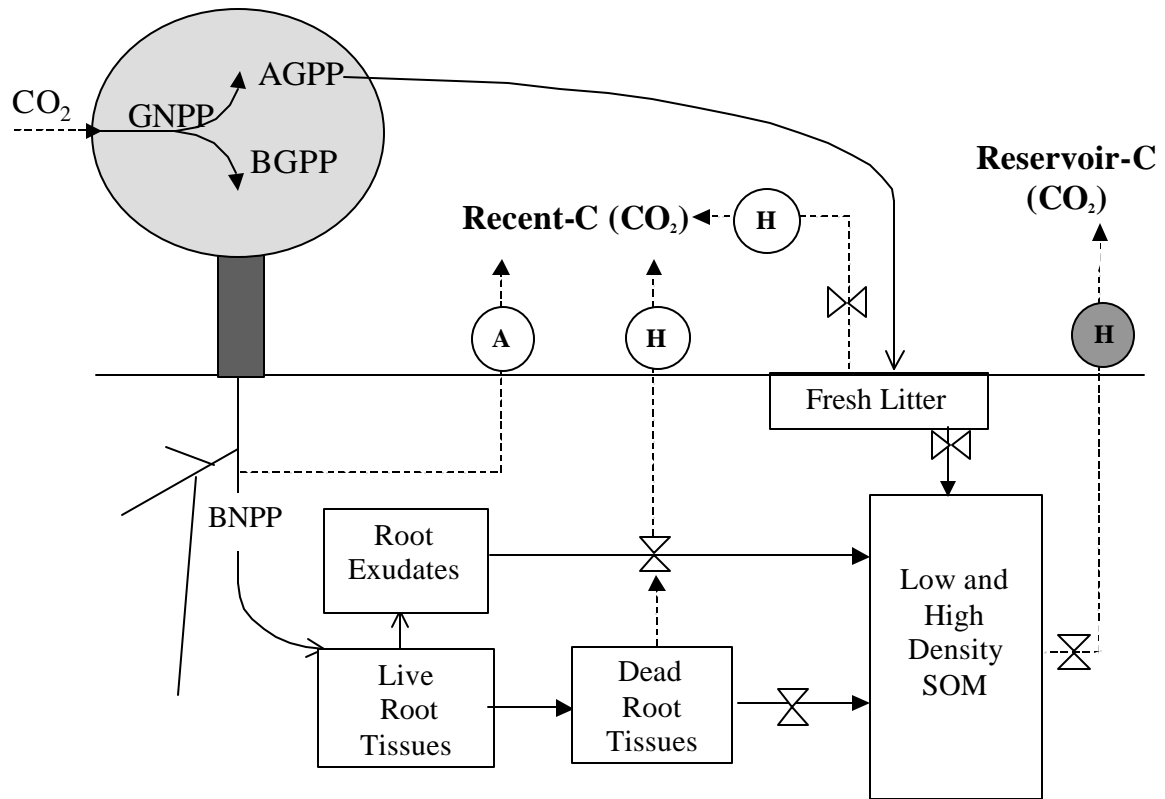 AGPP
CO₂
GNPP
BGPP
Reservoir-C
(CO₂)
Recent-C (CO₂)
H
A
H
H
Fresh Litter
BNPP
Root
Exudates
Low and
High
Density
SOM
Live
Root
Tissues
Dead
Root
Tissues